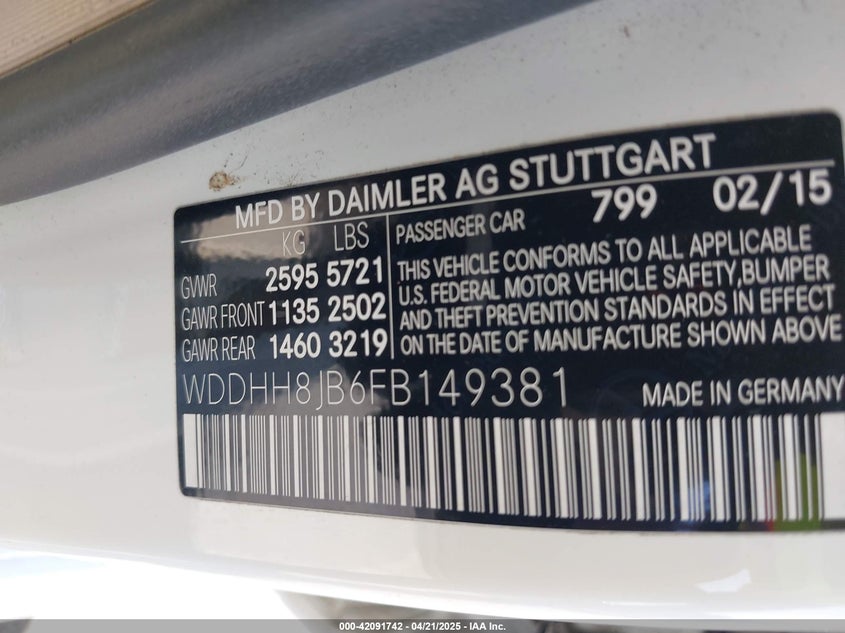 MFD BY DAIMLER AG STUTTGART
KG LBS
GVWR 2595 5721
GAWR FRONT 1135 2502
GAWR REAR 1460 3219
PASSENGER CAR 799 02/15
THIS VEHICLE CONFORMS TO ALL APPLICABLE
U.S. FEDERAL MOTOR VEHICLE SAFETY,BUMPER
AND THEFT PREVENTION STANDARDS IN EFFECT
ON THE DATE OF MANUFACTURE SHOWN ABOVE
WDDHH8JB6FB149381 MADE IN GERMANY
000-42091742 - 04/21/2025 - IAA Inc.